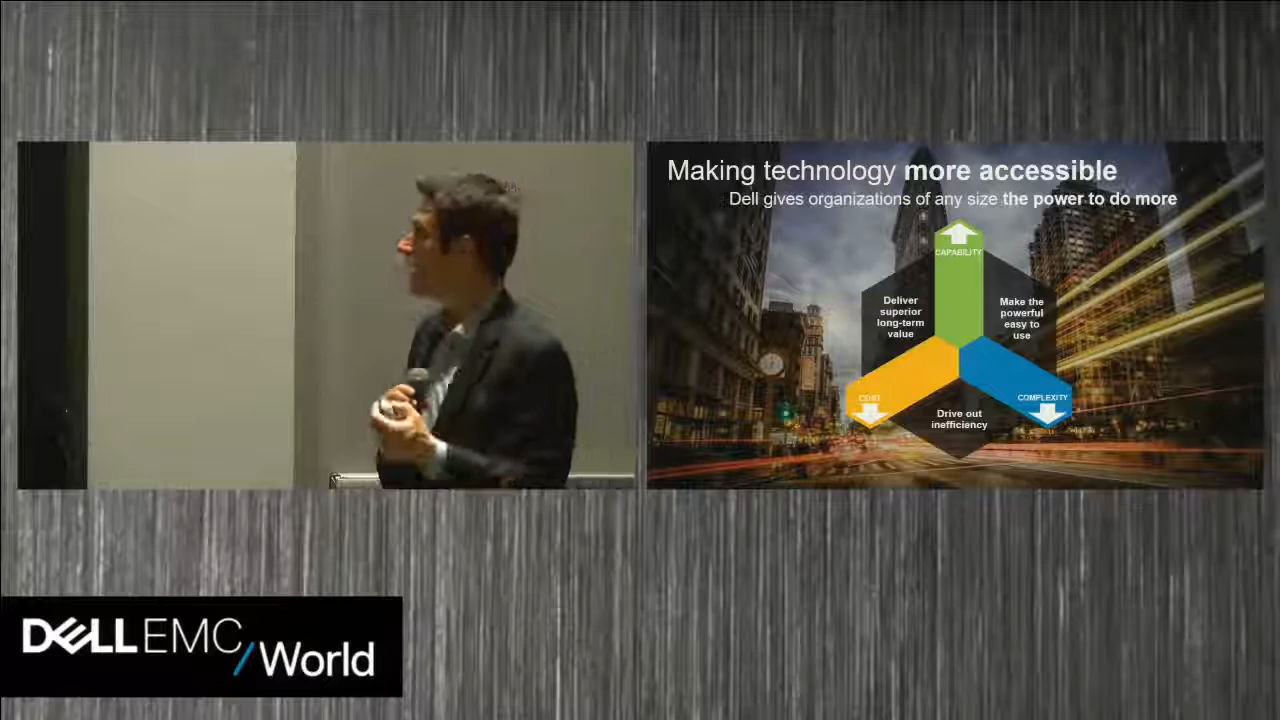 Making technology more accessible
Dell gives organizations of any size the power to do more
CAPABILITY
Deliver
superior
long-term
value
Make the
powerful
easy to
use
COST
COMPLEXITY
Drive out
inefficiency
DELL EMC
/World